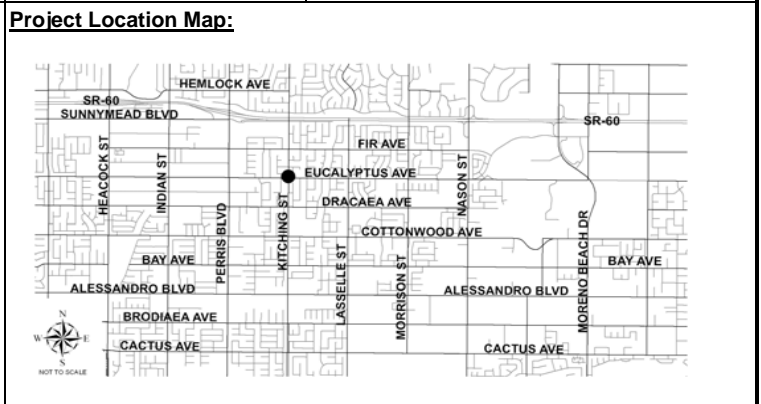 Project Location Map:
HEMLOCK AVE
SR-60
SUNNYMEAD BLVD
SR-60
FIR AVE
EUCALYPTUS AVE
DRACAEA AVE
COTTONWOOD AVE
HEACOCK ST
INDIAN ST
PERRIS BLVD
KITCHING ST
LASSELLE ST
MORRISON ST
NASON ST
MORENO BEACH DR
BAY AVE
BAY AVE
ALESSANDRO BLVD
ALESSANDRO BLVD
BRODIAEA AVE
CACTUS AVE
CACTUS AVE
N
W E
S
NOT TO SCALE